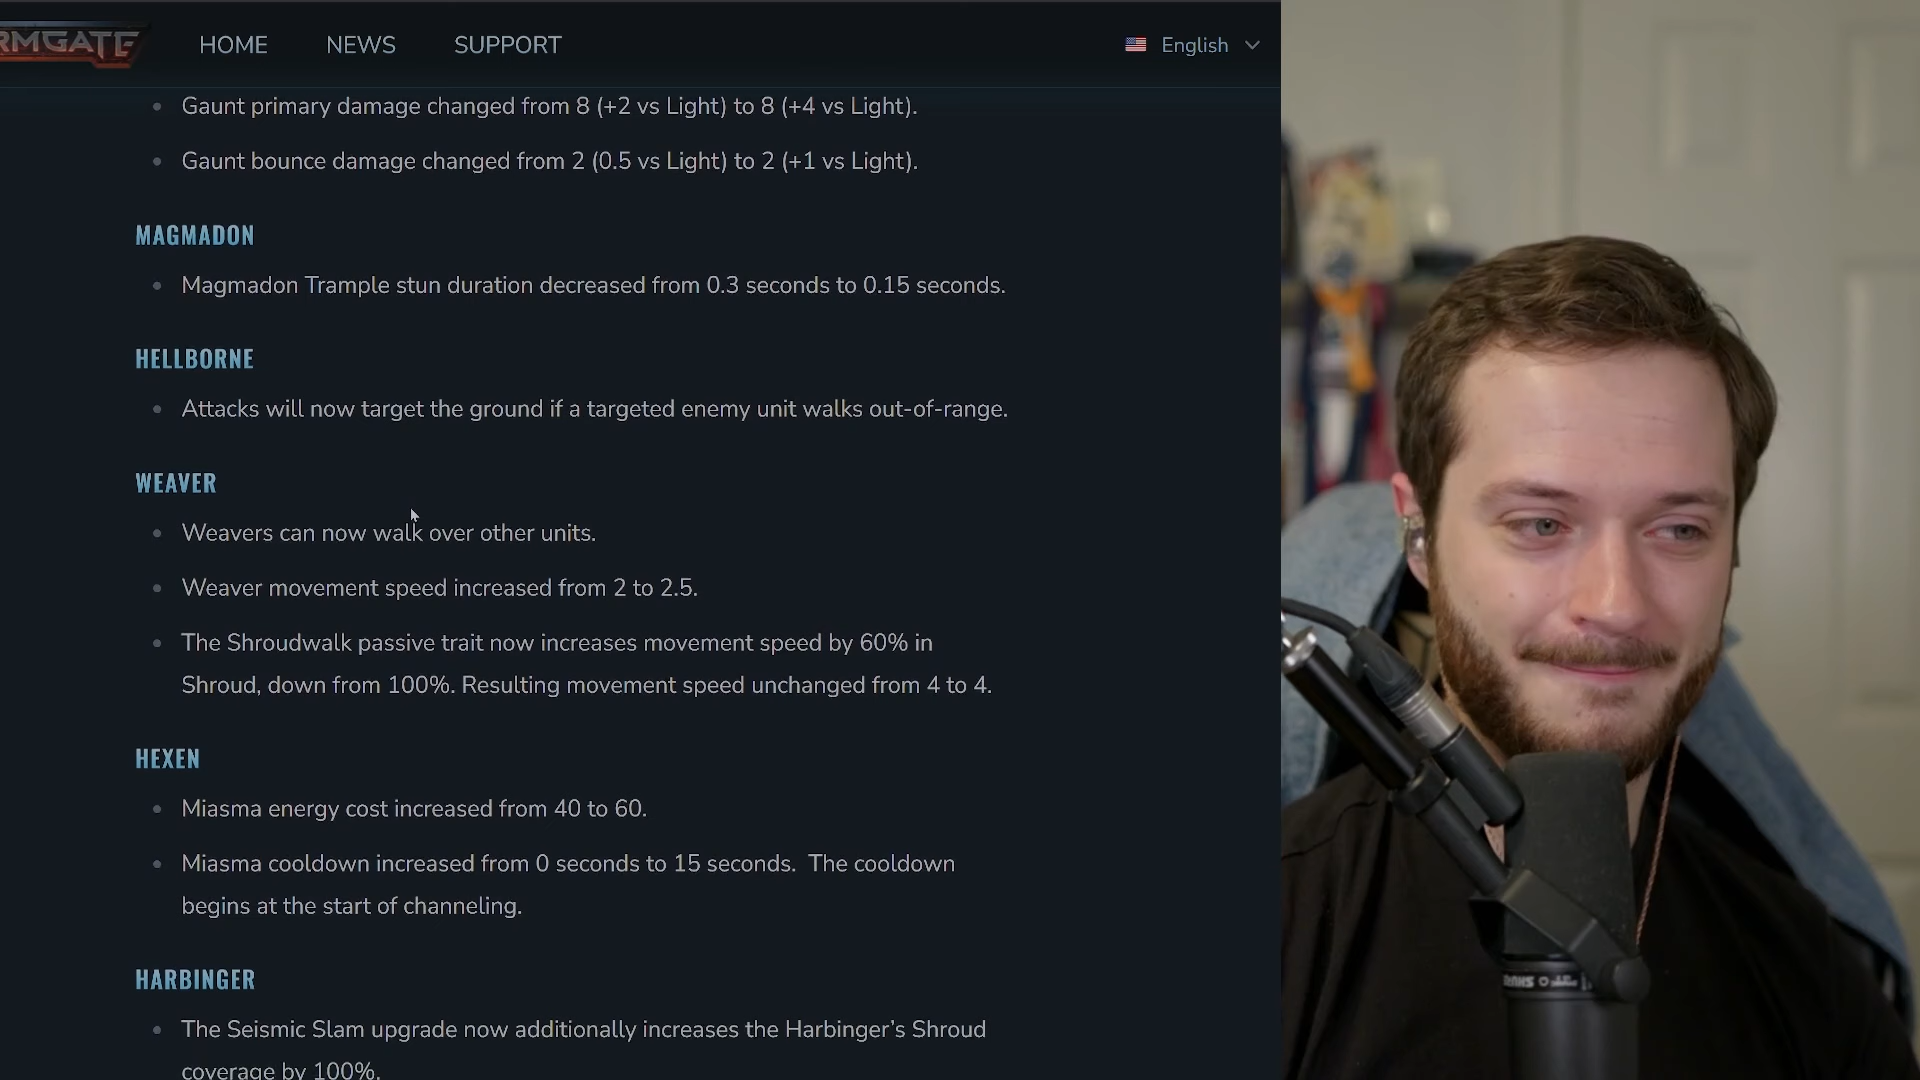 RMGATE HOME NEWS SUPPORT English
Gaunt primary damage changed from 8 (+2 vs Light) to 8 (+4 vs Light).
Gaunt bounce damage changed from 2 (0.5 vs Light) to 2 (+1 vs Light).
MAGMADON
Magmadon Trample stun duration decreased from 0.3 seconds to 0.15 seconds.
HELLBORNE
Attacks will now target the ground if a targeted enemy unit walks out-of-range.
WEAVER
Weavers can now walk over other units.
Weaver movement speed increased from 2 to 2.5.
The Shroudwalk passive trait now increases movement speed by 60% in
Shroud, down from 100%. Resulting movement speed unchanged from 4 to 4.
HEXEN
Miasma energy cost increased from 40 to 60.
Miasma cooldown increased from 0 seconds to 15 seconds. The cooldown
begins at the start of channeling.
HARBINGER
The Seismic Slam upgrade now additionally increases the Harbinger’s Shroud
coverage by 100%.